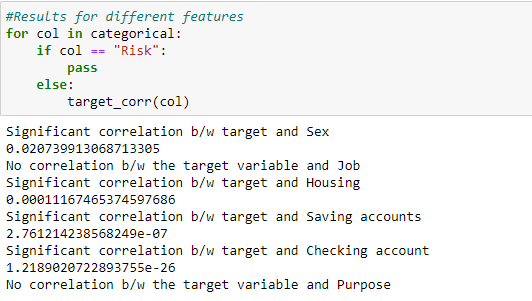 #Results for different features
for col in categorical:
    if col == "Risk":
        pass
    else:
        target_corr(col)
Significant correlation b/w target and Sex
0.020739913068713305
No correlation b/w the target variable and Job
Significant correlation b/w target and Housing
0.00011167465374597686
Significant correlation b/w target and Saving accounts
2.761214238568249e-07
Significant correlation b/w target and Checking account
1.2189020722893755e-26
No correlation b/w the target variable and Purpose